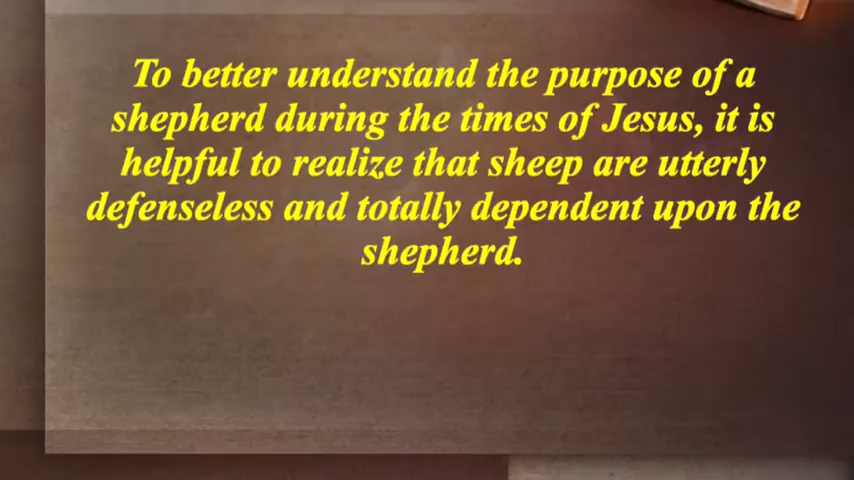 To better understand the purpose of a
shepherd during the times of Jesus, it is
helpful to realize that sheep are utterly
defenseless and totally dependent upon the
shepherd.